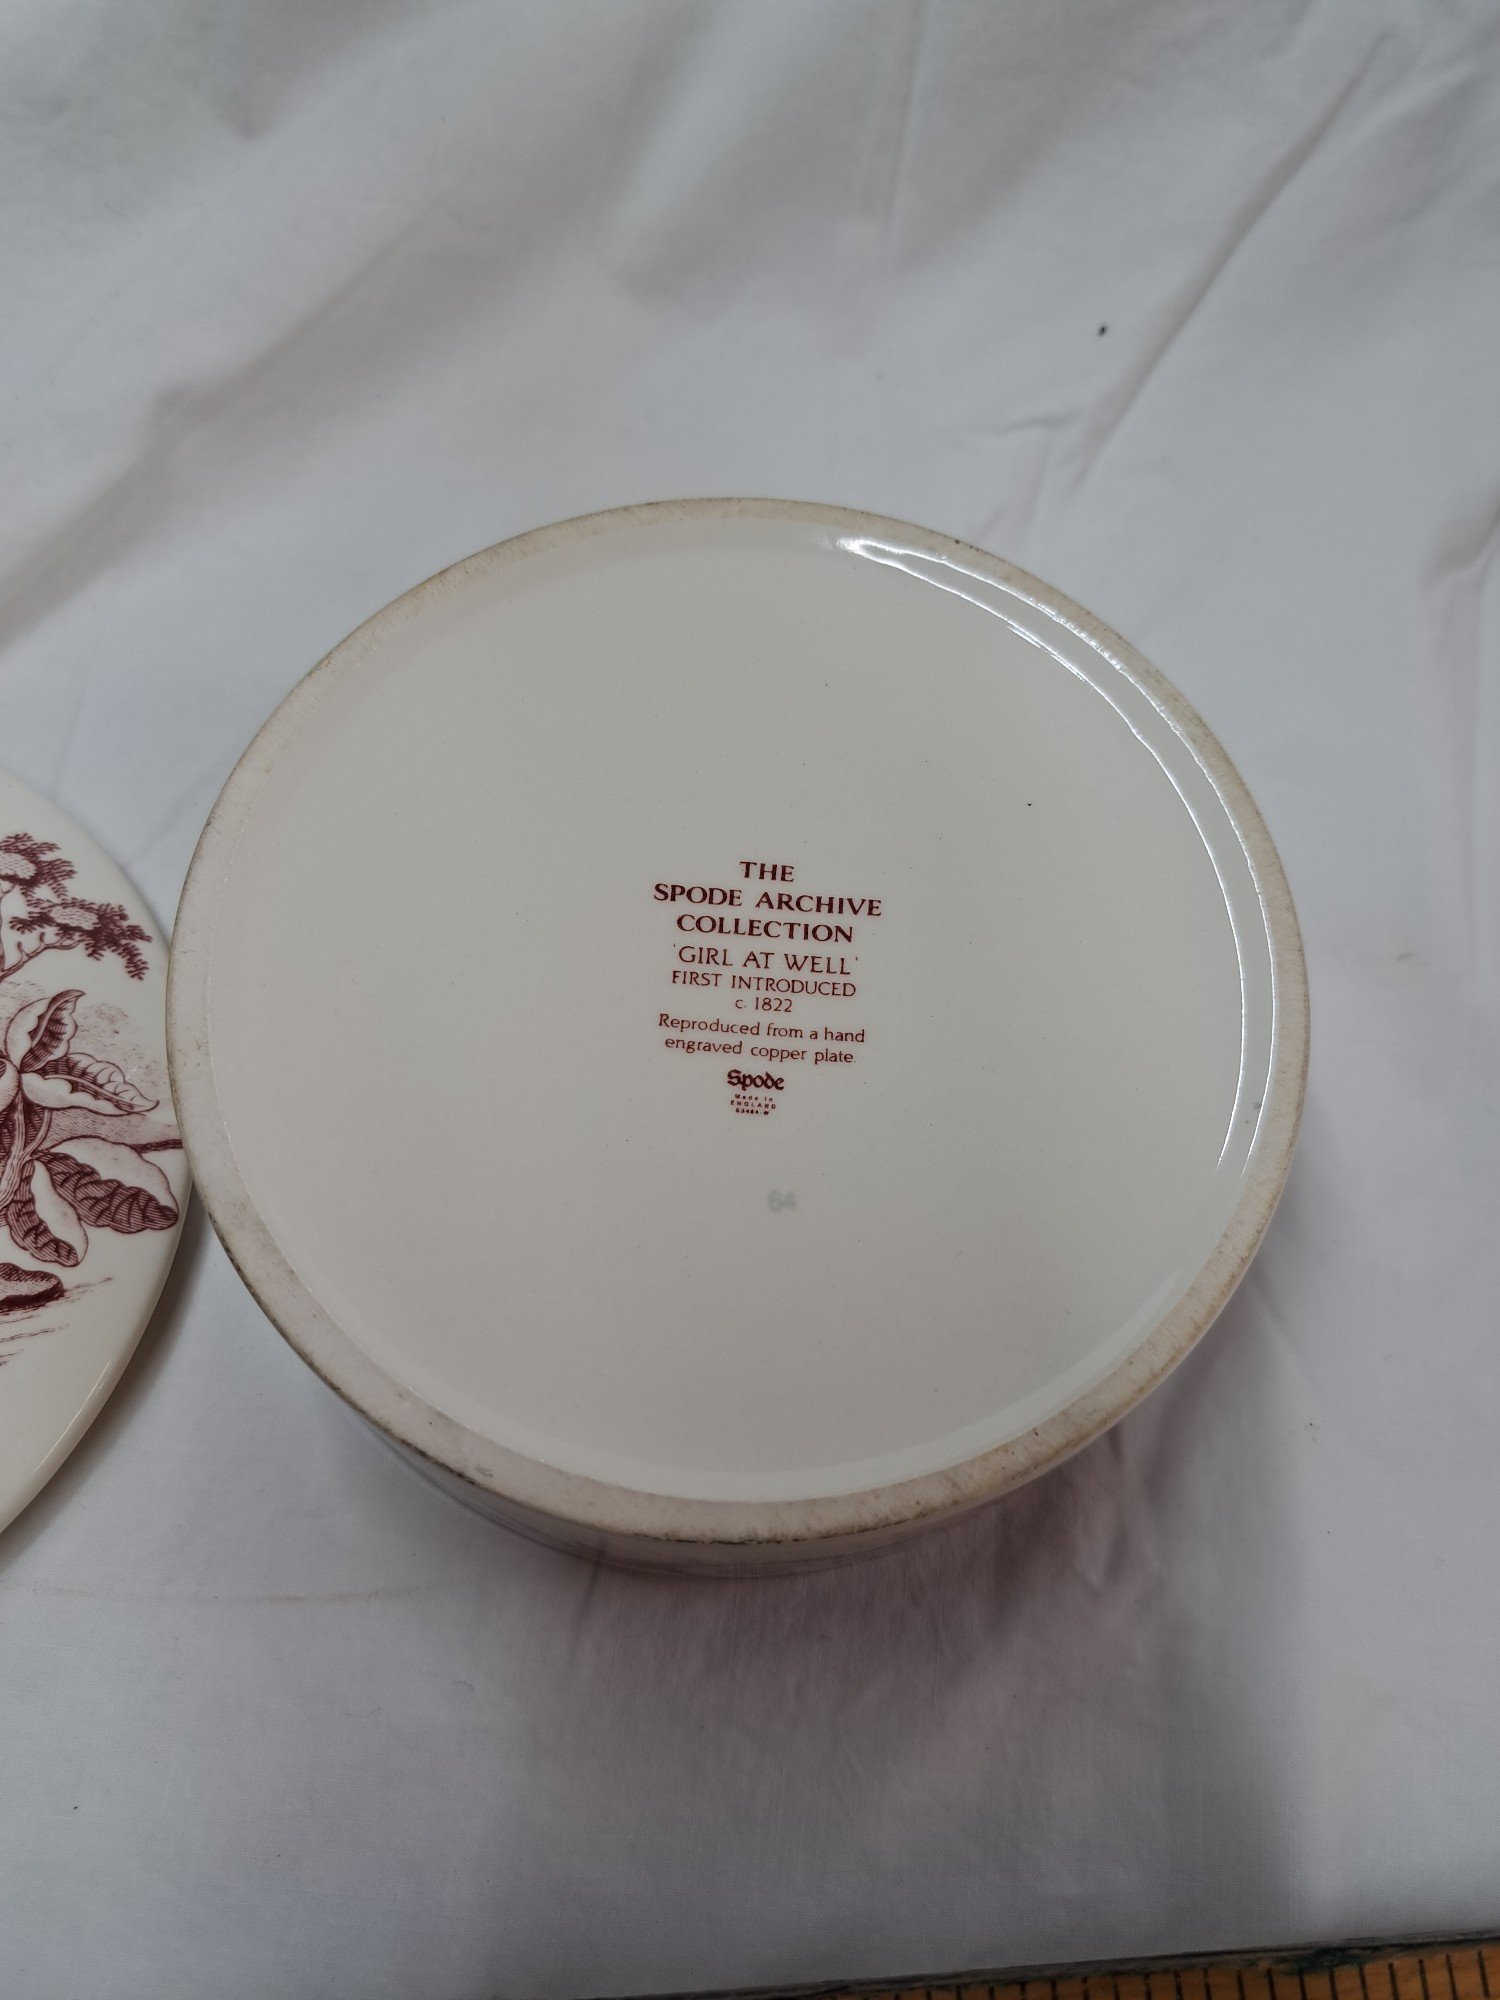 THE
SPODE ARCHIVE
COLLECTION
'GIRL AT WELL'
FIRST INTRODUCED
c. 1822
Reproduced from a hand
engraved copper plate.
Spode
Made in
ENGLAND
64